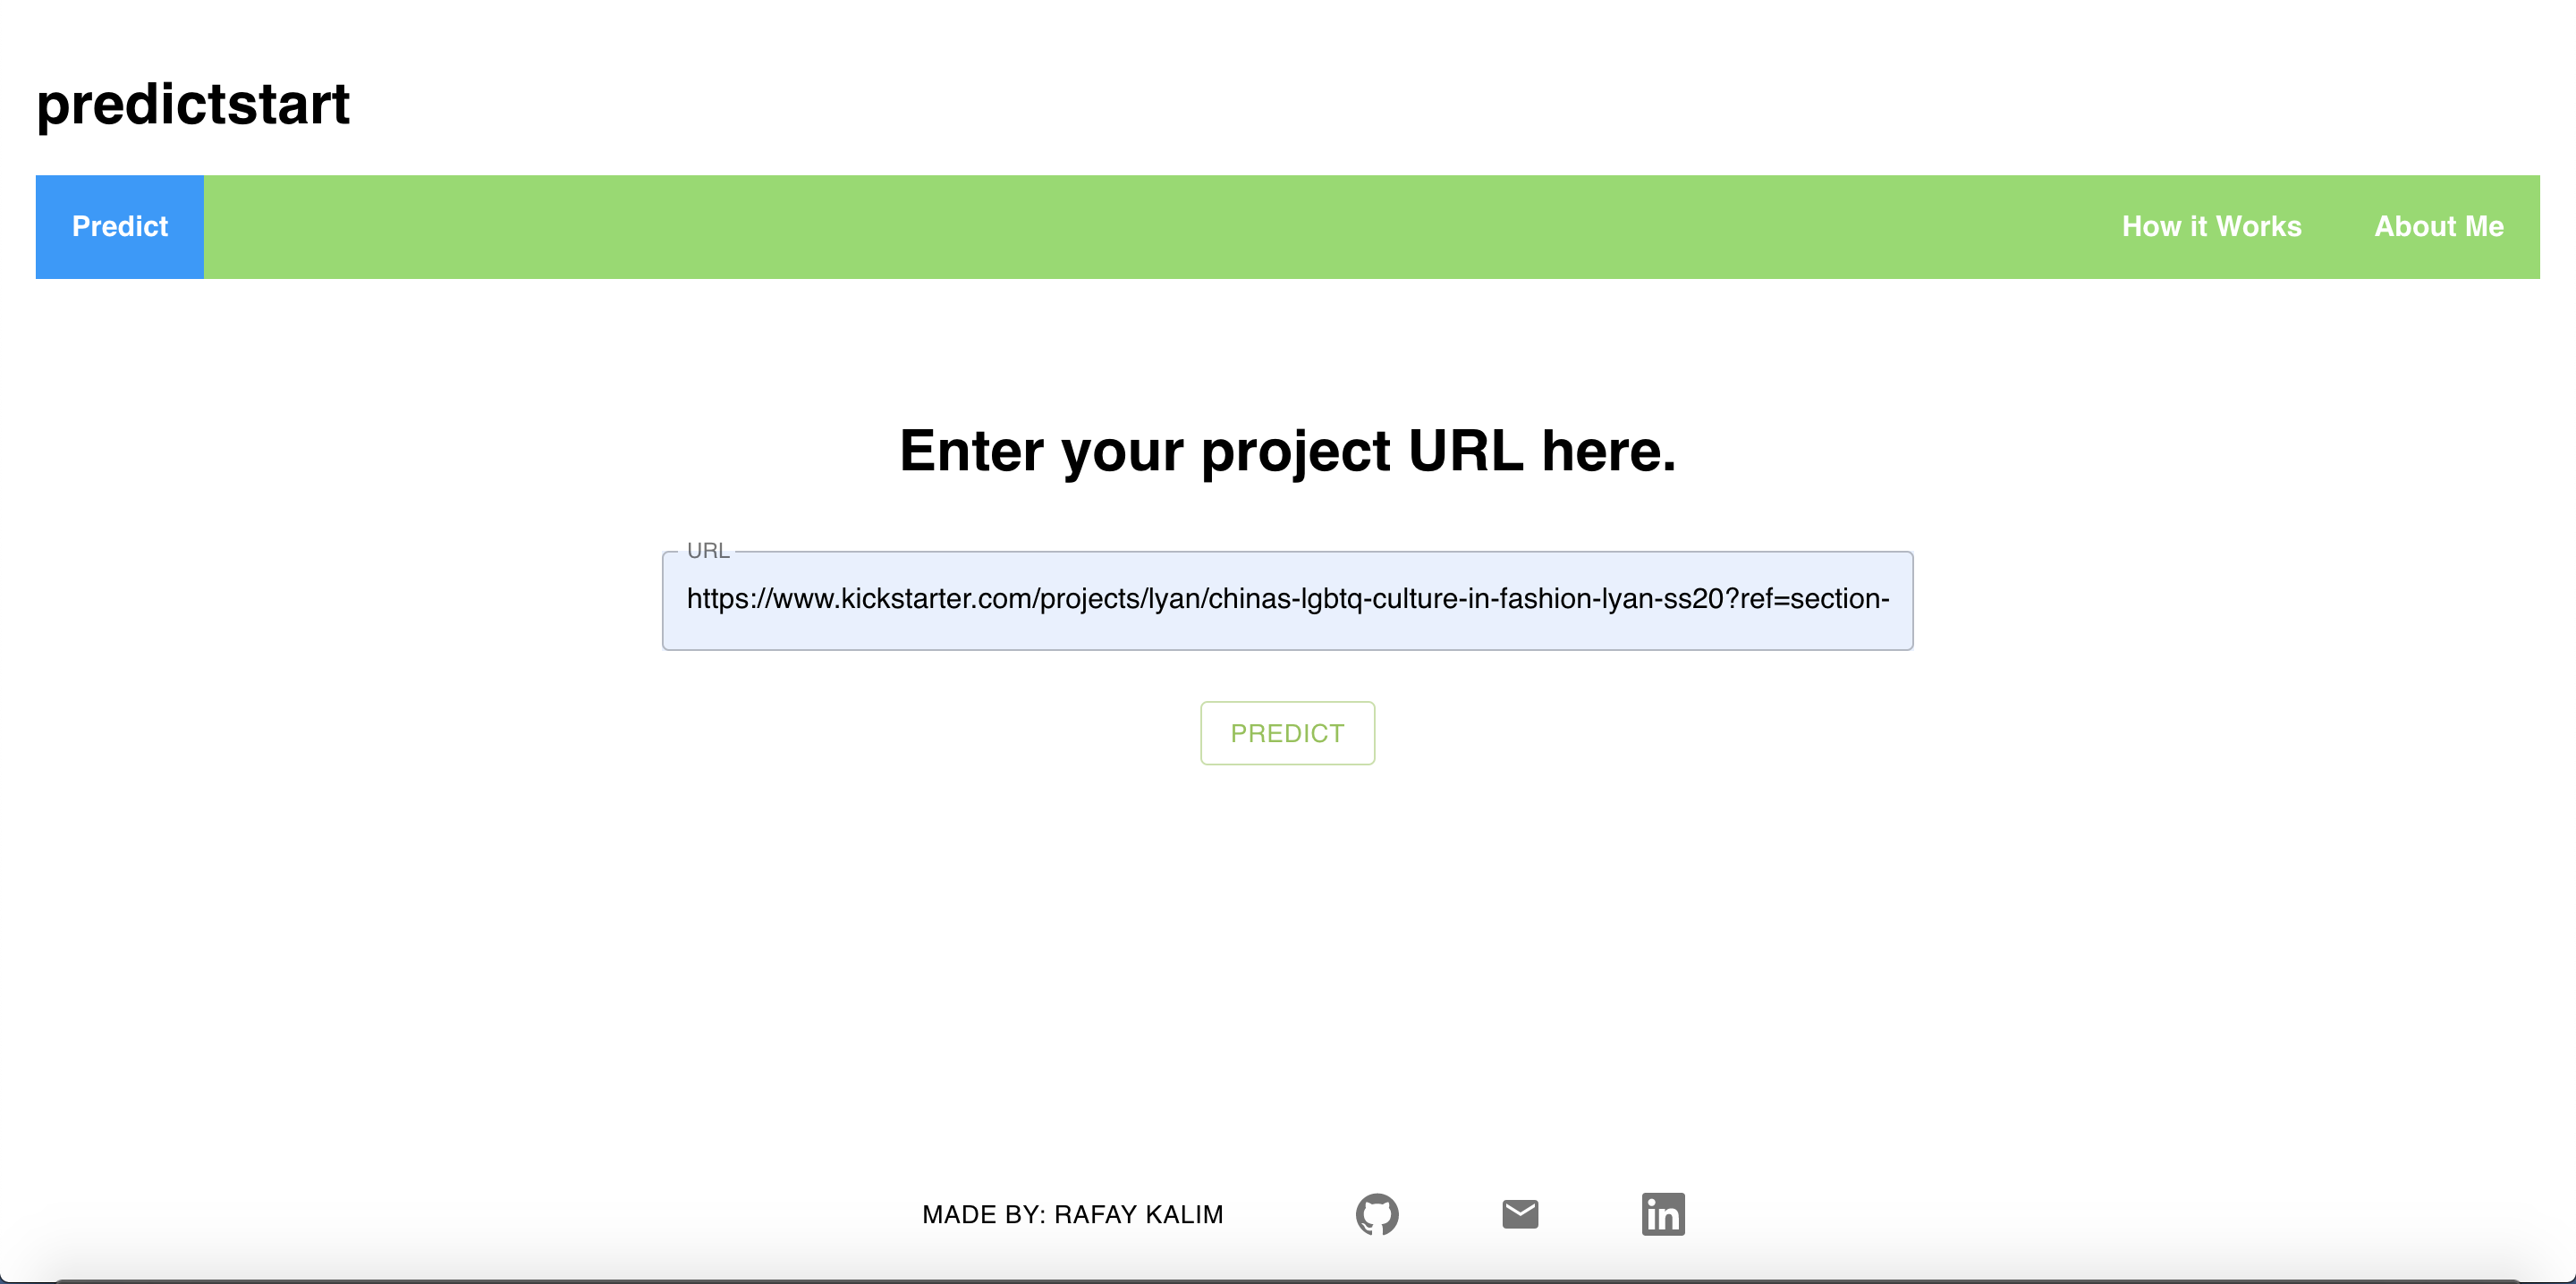 predictstart
Predict
How it Works
About Me
Enter your project URL here.
URL
https://www.kickstarter.com/projects/lyan/chinas-lgbtq-culture-in-fashion-lyan-ss20?ref=section-
PREDICT
MADE BY: RAFAY KALIM
in